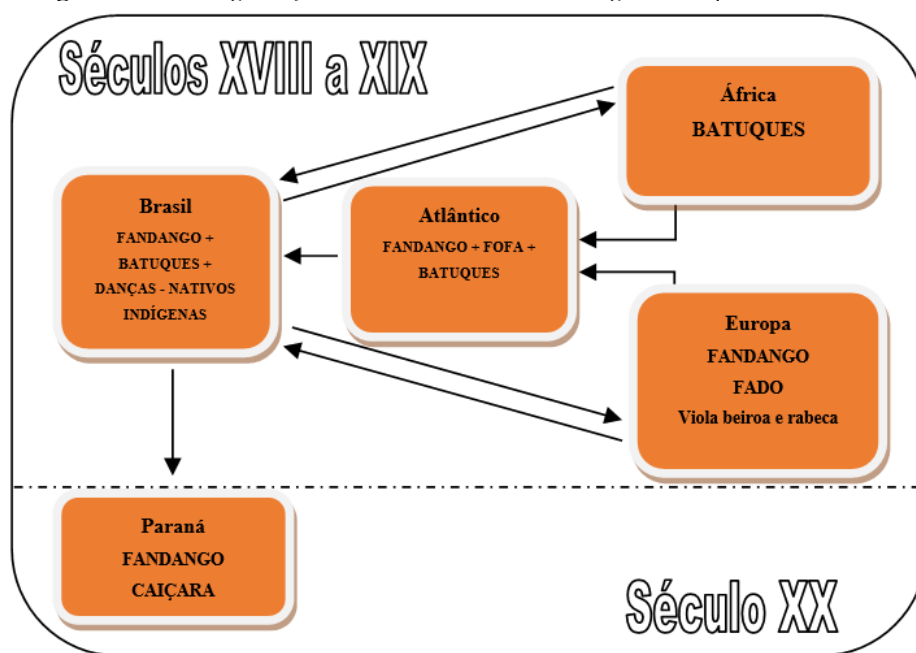 Séculos XVIII a XIX
África
BATUQUES
Brasil
FANDANGO +
BATUQUES +
DANÇAS - NATIVOS
INDÍGENAS
Atlântico
FANDANGO + FOFA +
BATUQUES
Europa
FANDANGO
FADO
Viola beiroa e rabeca
Paraná
FANDANGO
CAIÇARA
Século XX